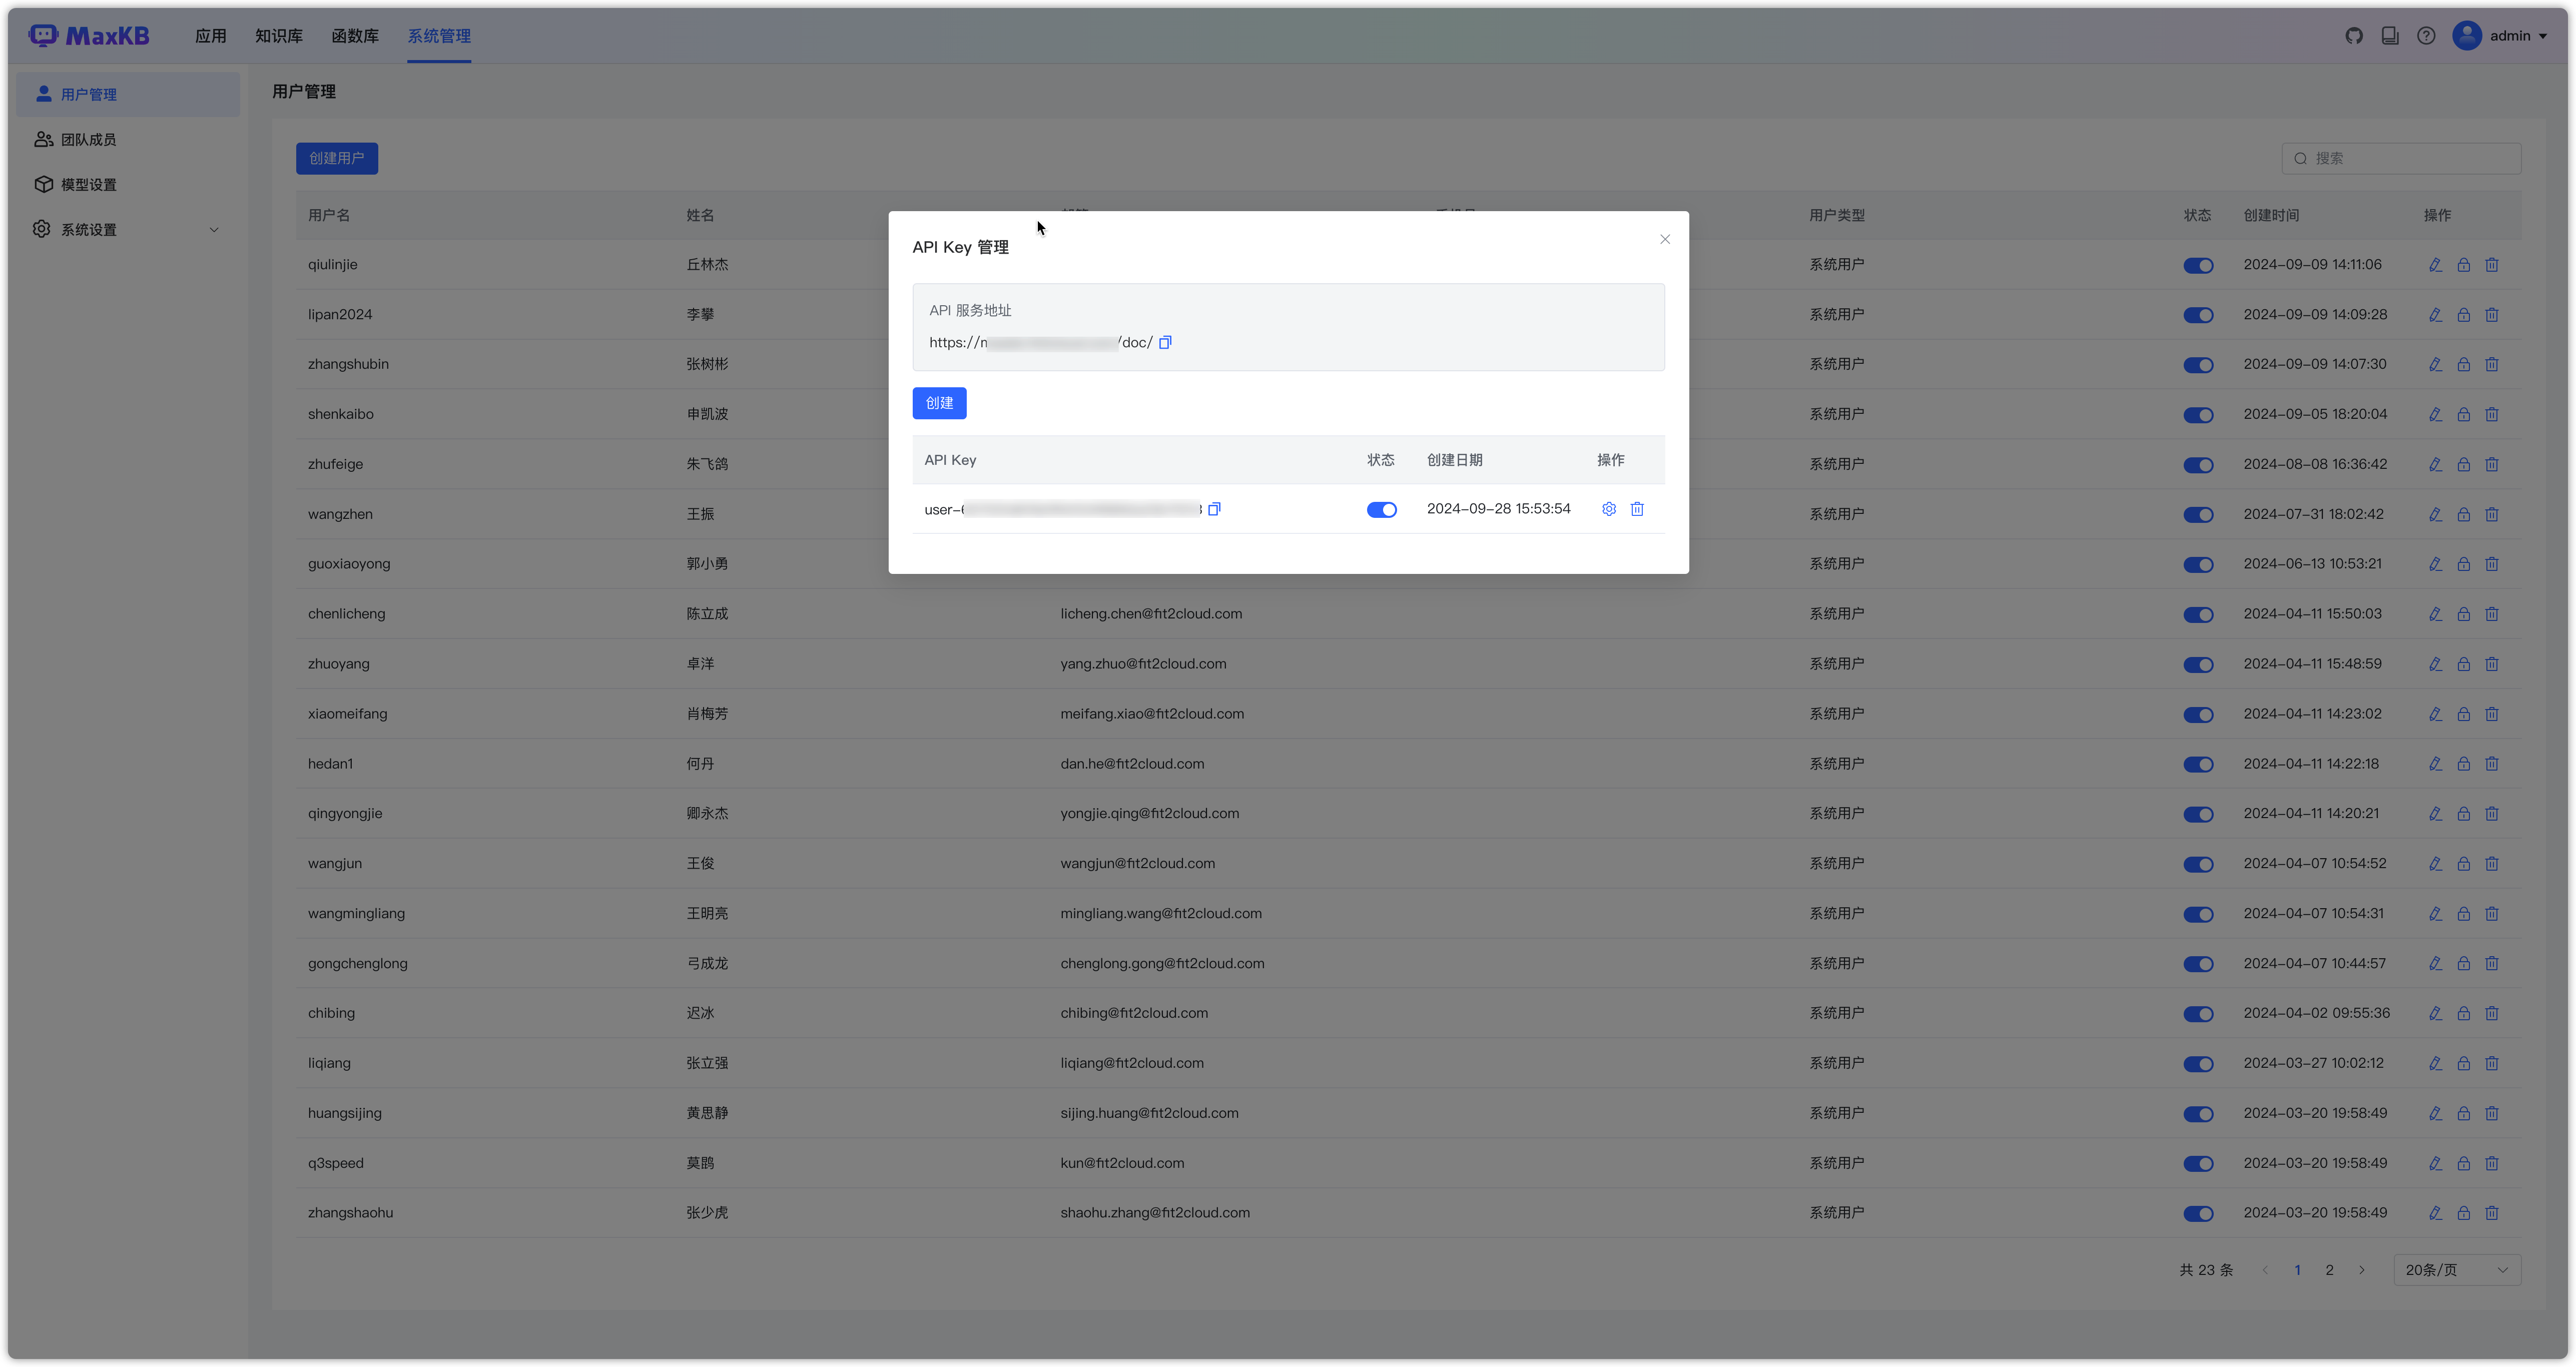 MaxKB 应用 知识库 函数库 系统管理 admin
用户管理
团队成员
模型设置
系统设置
用户管理
创建用户 搜索
用户名 姓名 用户类型 状态 创建时间 操作
qiulinjie 丘林杰 系统用户 2024-09-09 14:11:06
lipan2024 李攀 系统用户 2024-09-09 14:09:28
zhangshubin 张树彬 系统用户 2024-09-09 14:07:30
shenkaibo 申凯波 系统用户 2024-09-05 18:20:04
zhufeige 朱飞鸽 系统用户 2024-08-08 16:36:42
wangzhen 王振 系统用户 2024-07-31 18:02:42
guoxiaoyong 郭小勇 系统用户 2024-06-13 10:53:21
chenlicheng 陈立成 licheng.chen@fit2cloud.com 系统用户 2024-04-11 15:50:03
zhuoyang 卓洋 yang.zhuo@fit2cloud.com 系统用户 2024-04-11 15:48:59
xiaomeifang 肖梅芳 meifang.xiao@fit2cloud.com 系统用户 2024-04-11 14:23:02
hedan1 何丹 dan.he@fit2cloud.com 系统用户 2024-04-11 14:22:18
qingyongjie 卿永杰 yongjie.qing@fit2cloud.com 系统用户 2024-04-11 14:20:21
wangjun 王俊 wangjun@fit2cloud.com 系统用户 2024-04-07 10:54:52
wangmingliang 王明亮 mingliang.wang@fit2cloud.com 系统用户 2024-04-07 10:54:31
gongchenglong 弓成龙 chenglong.gong@fit2cloud.com 系统用户 2024-04-07 10:44:57
chibing 迟冰 chibing@fit2cloud.com 系统用户 2024-04-02 09:55:36
liqiang 张立强 liqiang@fit2cloud.com 系统用户 2024-03-27 10:02:12
huangsijing 黄思静 sijing.huang@fit2cloud.com 系统用户 2024-03-20 19:58:49
q3speed 莫鹍 kun@fit2cloud.com 系统用户 2024-03-20 19:58:49
zhangshaohu 张少虎 shaohu.zhang@fit2cloud.com 系统用户 2024-03-20 19:58:49
共 23 条 1 2 20条/页
API Key 管理
API 服务地址
https:// /doc/
创建
API Key 状态 创建日期 操作
user- 2024-09-28 15:53:54